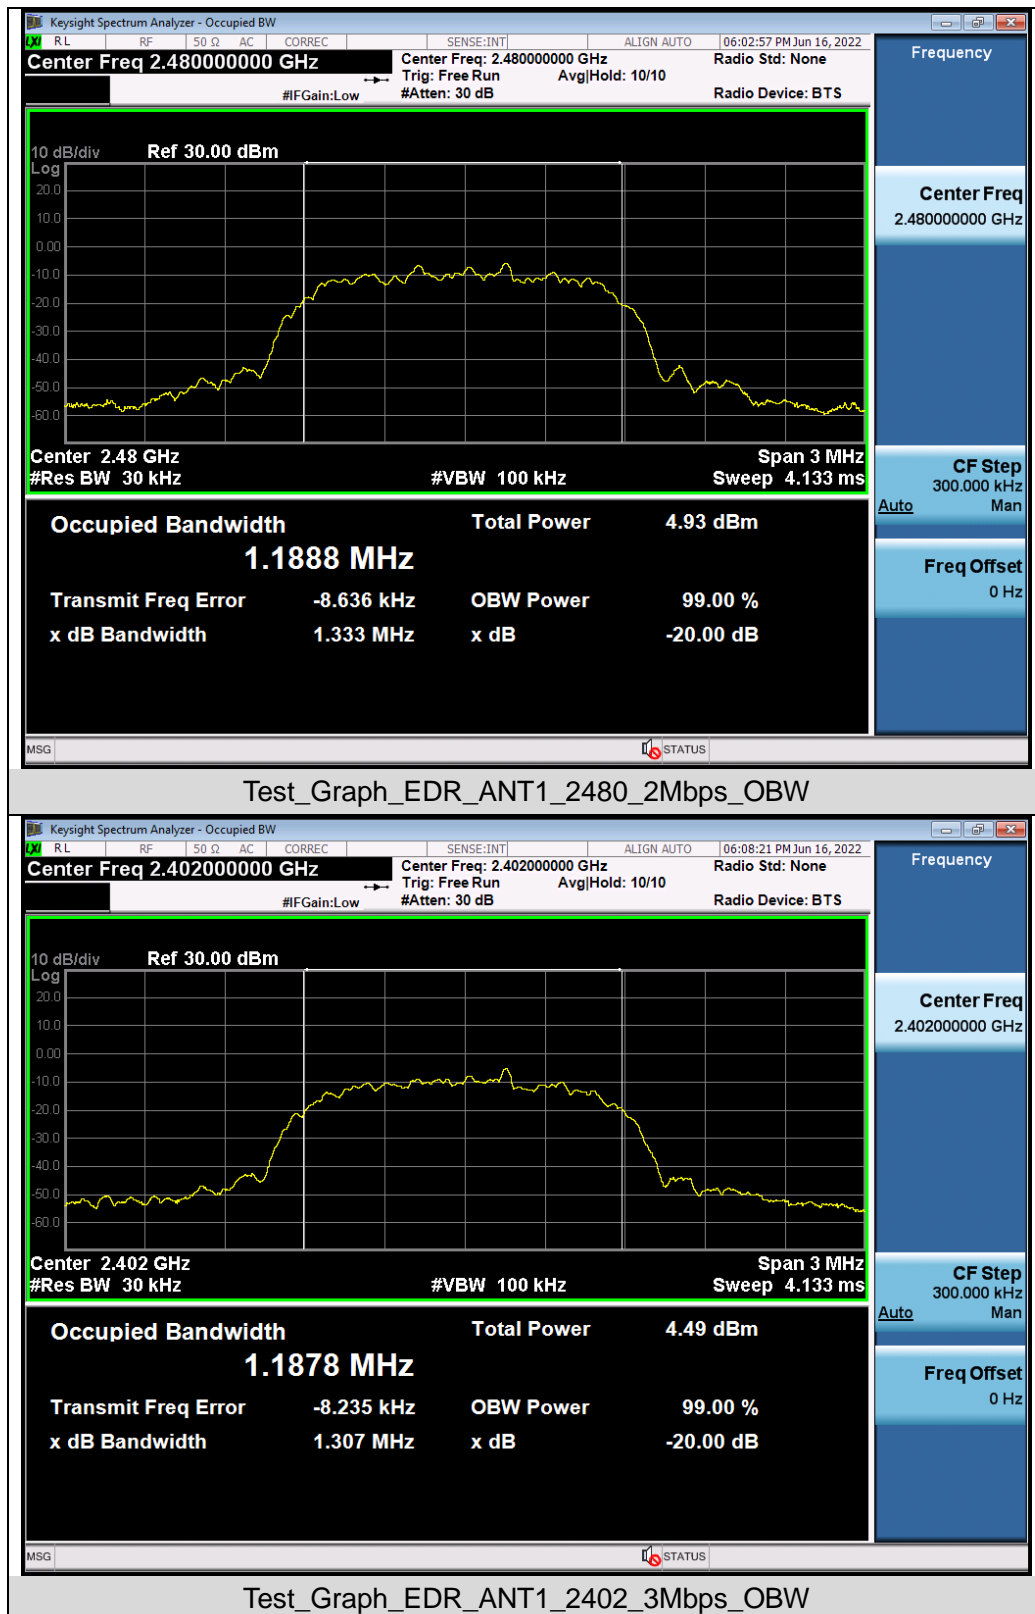 Keysight Spectrum Analyzer - Occupied BW
LXI RL RF 50 Ω AC CORREC SENSE:INT ALIGN AUTO 06:02:57 PM Jun 16, 2022
Center Freq 2.480000000 GHz
Center Freq: 2.480000000 GHz Radio Std: None
Trig: Free Run Avg|Hold: 10/10
#IFGain:Low #Atten: 30 dB Radio Device: BTS
Frequency
10 dB/div Ref 30.00 dBm
Log
20.0
10.0
0.00
-10.0
-20.0
-30.0
-40.0
-50.0
-60.0
Center 2.48 GHz Span 3 MHz
#Res BW 30 kHz #VBW 100 kHz Sweep 4.133 ms
Center Freq
2.480000000 GHz
CF Step
300.000 kHz
Auto Man
Freq Offset
0 Hz
Occupied Bandwidth Total Power 4.93 dBm
1.1888 MHz
Transmit Freq Error -8.636 kHz OBW Power 99.00 %
x dB Bandwidth 1.333 MHz x dB -20.00 dB
MSG STATUS
Test_Graph_EDR_ANT1_2480_2Mbps_OBW
Keysight Spectrum Analyzer - Occupied BW
LXI RL RF 50 Ω AC CORREC SENSE:INT ALIGN AUTO 06:08:21 PM Jun 16, 2022
Center Freq 2.402000000 GHz
Center Freq: 2.402000000 GHz Radio Std: None
Trig: Free Run Avg|Hold: 10/10
#IFGain:Low #Atten: 30 dB Radio Device: BTS
Frequency
10 dB/div Ref 30.00 dBm
Log
20.0
10.0
0.00
-10.0
-20.0
-30.0
-40.0
-50.0
-60.0
Center 2.402 GHz Span 3 MHz
#Res BW 30 kHz #VBW 100 kHz Sweep 4.133 ms
Center Freq
2.402000000 GHz
CF Step
300.000 kHz
Auto Man
Freq Offset
0 Hz
Occupied Bandwidth Total Power 4.49 dBm
1.1878 MHz
Transmit Freq Error -8.235 kHz OBW Power 99.00 %
x dB Bandwidth 1.307 MHz x dB -20.00 dB
MSG STATUS
Test_Graph_EDR_ANT1_2402_3Mbps_OBW